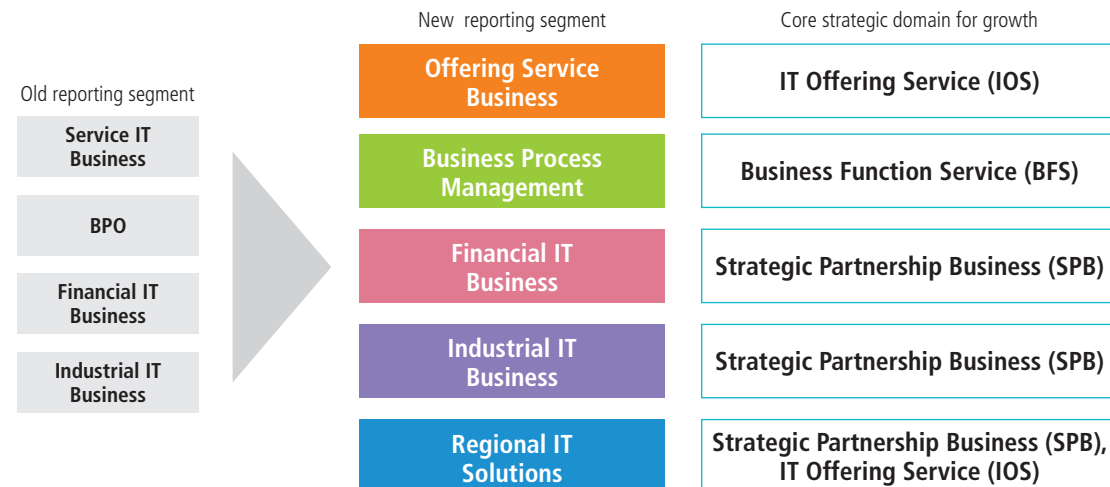 Old reporting segment
Service IT
Business
BPO
Financial IT
Business
Industrial IT
Business
New reporting segment
Offering Service
Business
Business Process
Management
Financial IT
Business
Industrial IT
Business
Regional IT
Solutions
Core strategic domain for growth
IT Offering Service (IOS)
Business Function Service (BFS)
Strategic Partnership Business (SPB)
Strategic Partnership Business (SPB)
Strategic Partnership Business (SPB),
IT Offering Service (IOS)